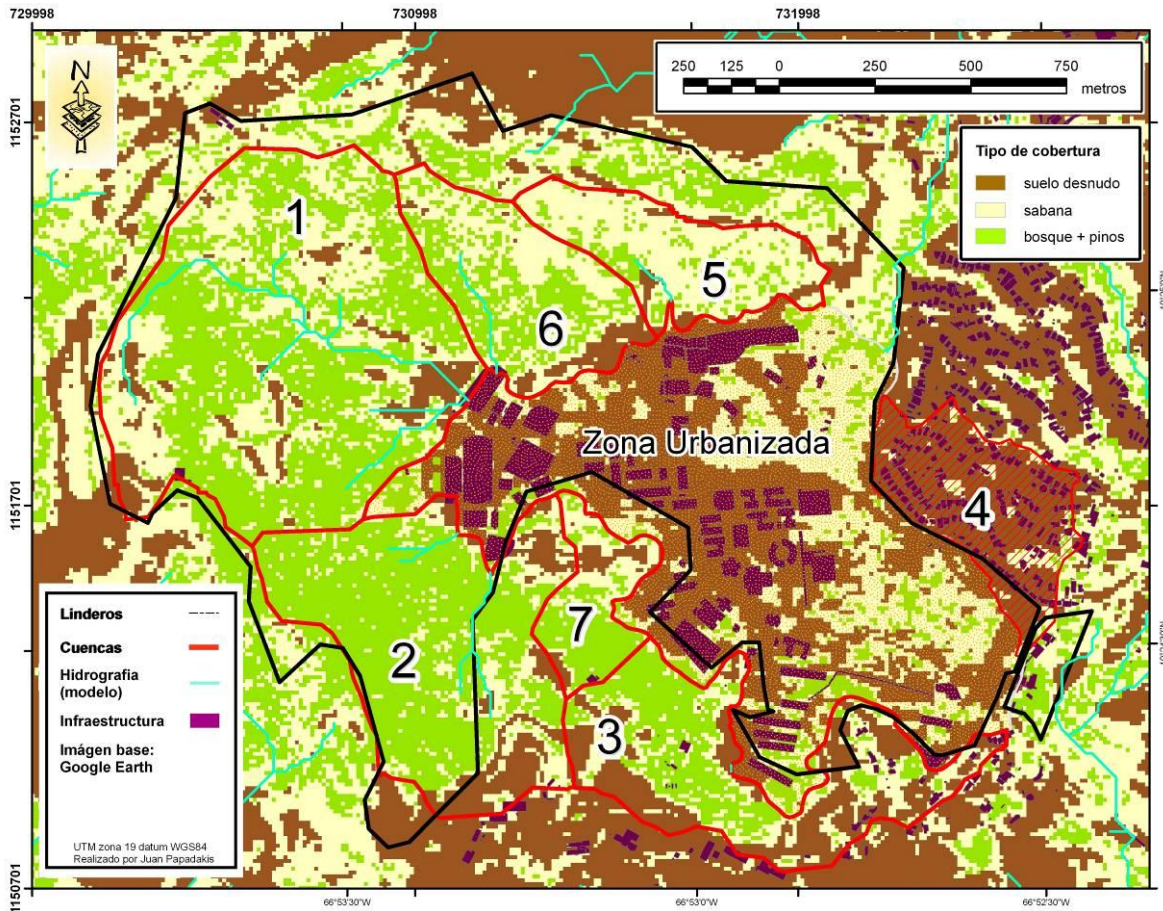 729998
730998
731998
N
250 125 0 250 500 750
metros
1152701
Tipo de cobertura
suelo desnudo
sabana
bosque + pinos
1
5
6
Zona Urbanizada
4
1151701
7
2
3
Linderos
Cuencas
Hidrografia
(modelo)
Infraestructura
Imágen base:
Google Earth
UTM zona 19 datum WGS84
Realizado por Juan Papadakis
1150701
66°53'30"W
66°53'0"W
66°52'30"W